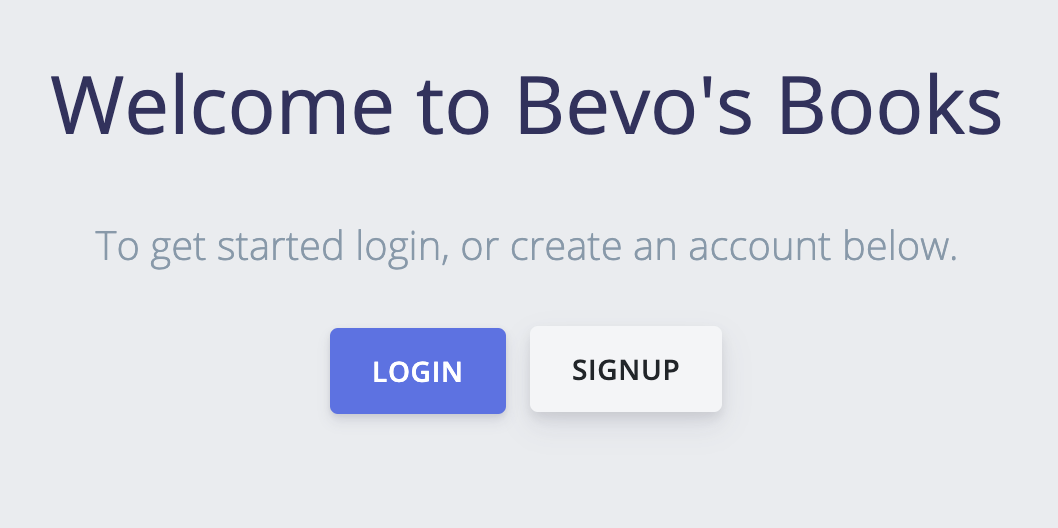 Welcome to Bevo's Books
To get started login, or create an account below.
LOGIN SIGNUP